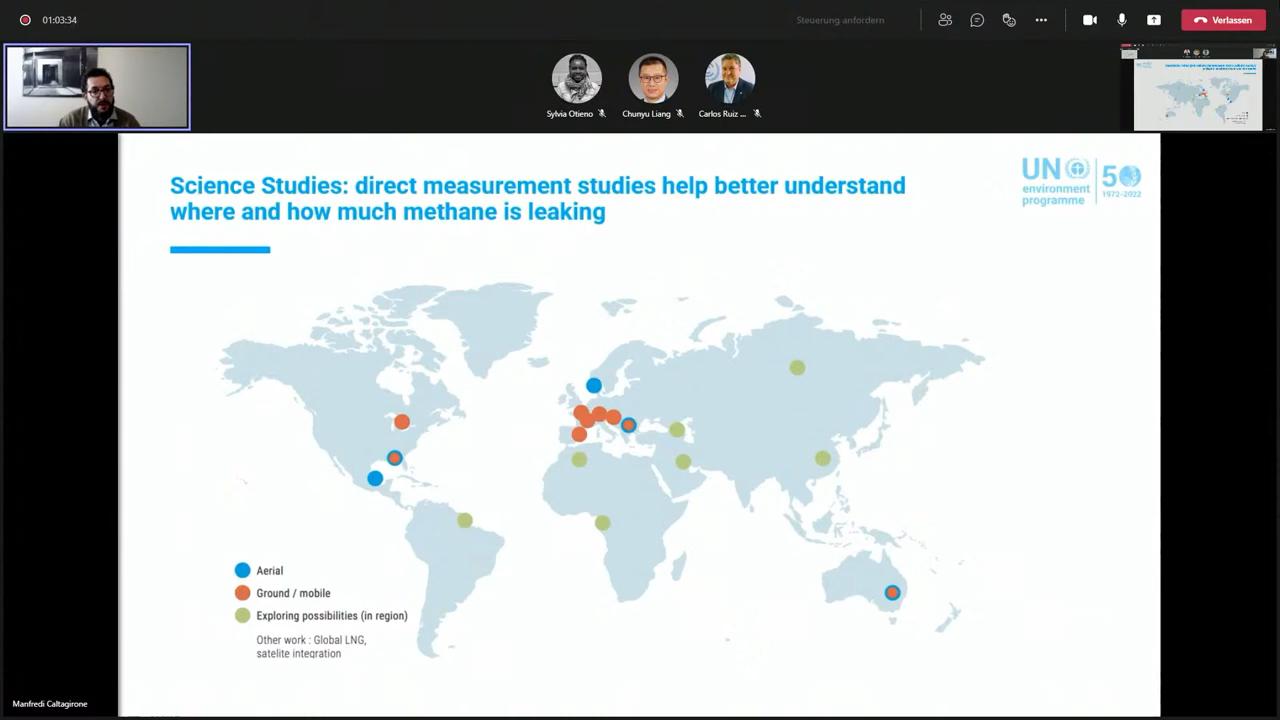 01:03:34
Steuerung anfordern
Verlassen
Sylvia Otieno
Chunyu Liang
Carlos Ruiz ...
Science Studies: direct measurement studies help better understand
where and how much methane is leaking
UN
environment
programme
50
1972–2022
Aerial
Ground / mobile
Exploring possibilities (in region)
Other work : Global LNG,
satelite integration
Manfredi Caltagirone